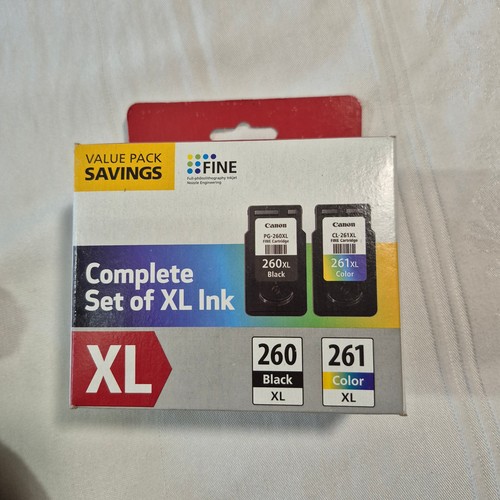 VALUE PACK
SAVINGS
FINE
Full-photolithography Inkjet
Nozzle Engineering
Canon
PG-260XL
FINE Cartridge
260XL
Black
Canon
CL-261XL
FINE Cartridge
261XL
Color
Complete
Set of XL Ink
XL
260
Black
XL
261
Color
XL